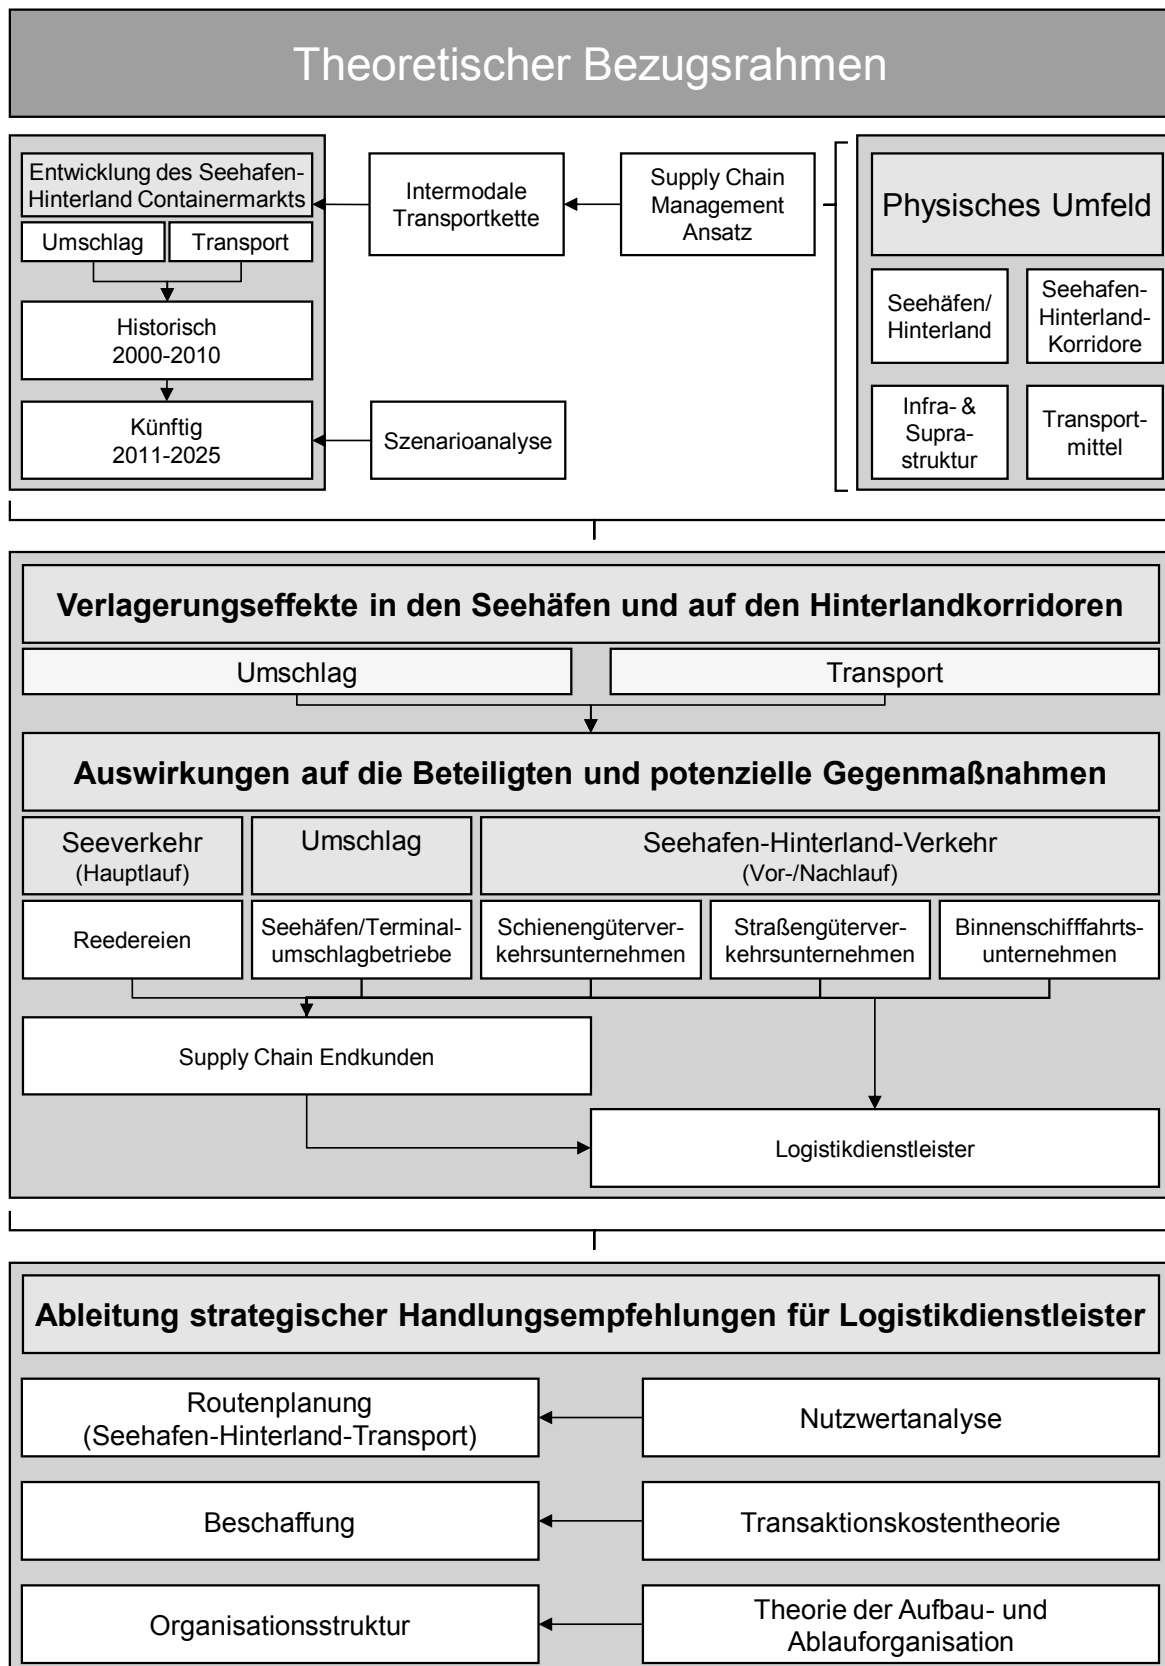 Theoretischer Bezugsrahmen
Entwicklung des Seehafen-
Hinterland Containermarkts
Umschlag
Transport
Historisch
2000-2010
Künftig
2011-2025
Intermodale
Transportkette
Szenarioanalyse
Supply Chain
Management
Ansatz
Physisches Umfeld
Seehäfen/
Hinterland
Seehafen-
Hinterland-
Korridore
Infra- &
Supra-
struktur
Transport-
mittel
Verlagerungseffekte in den Seehäfen und auf den Hinterlandkorridoren
Umschlag
Transport
Auswirkungen auf die Beteiligten und potenzielle Gegenmaßnahmen
Seeverkehr
(Hauptlauf)
Umschlag
Seehafen-Hinterland-Verkehr
(Vor-/Nachlauf)
Reedereien
Seehäfen/Terminal-
umschlagbetriebe
Schienengüterver-
kehrsunternehmen
Straßengüterver-
kehrsunternehmen
Binnenschifffahrts-
unternehmen
Supply Chain Endkunden
Logistikdienstleister
Ableitung strategischer Handlungsempfehlungen für Logistikdienstleister
Routenplanung
(Seehafen-Hinterland-Transport)
Nutzwertanalyse
Beschaffung
Transaktionskostentheorie
Organisationsstruktur
Theorie der Aufbau- und
Ablauforganisation